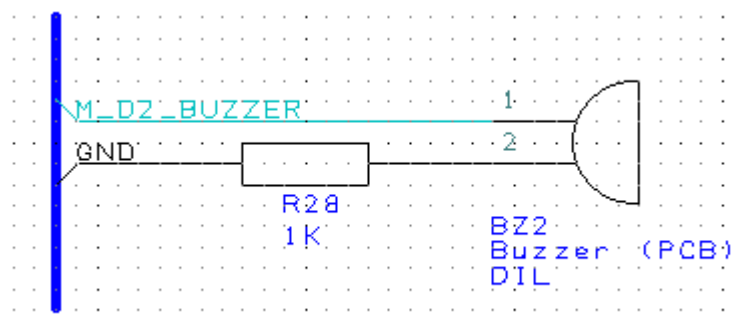 M_D2_BUZZER
1
GND
2
R28
1K
BZ2
Buzzer (PCB)
DIL